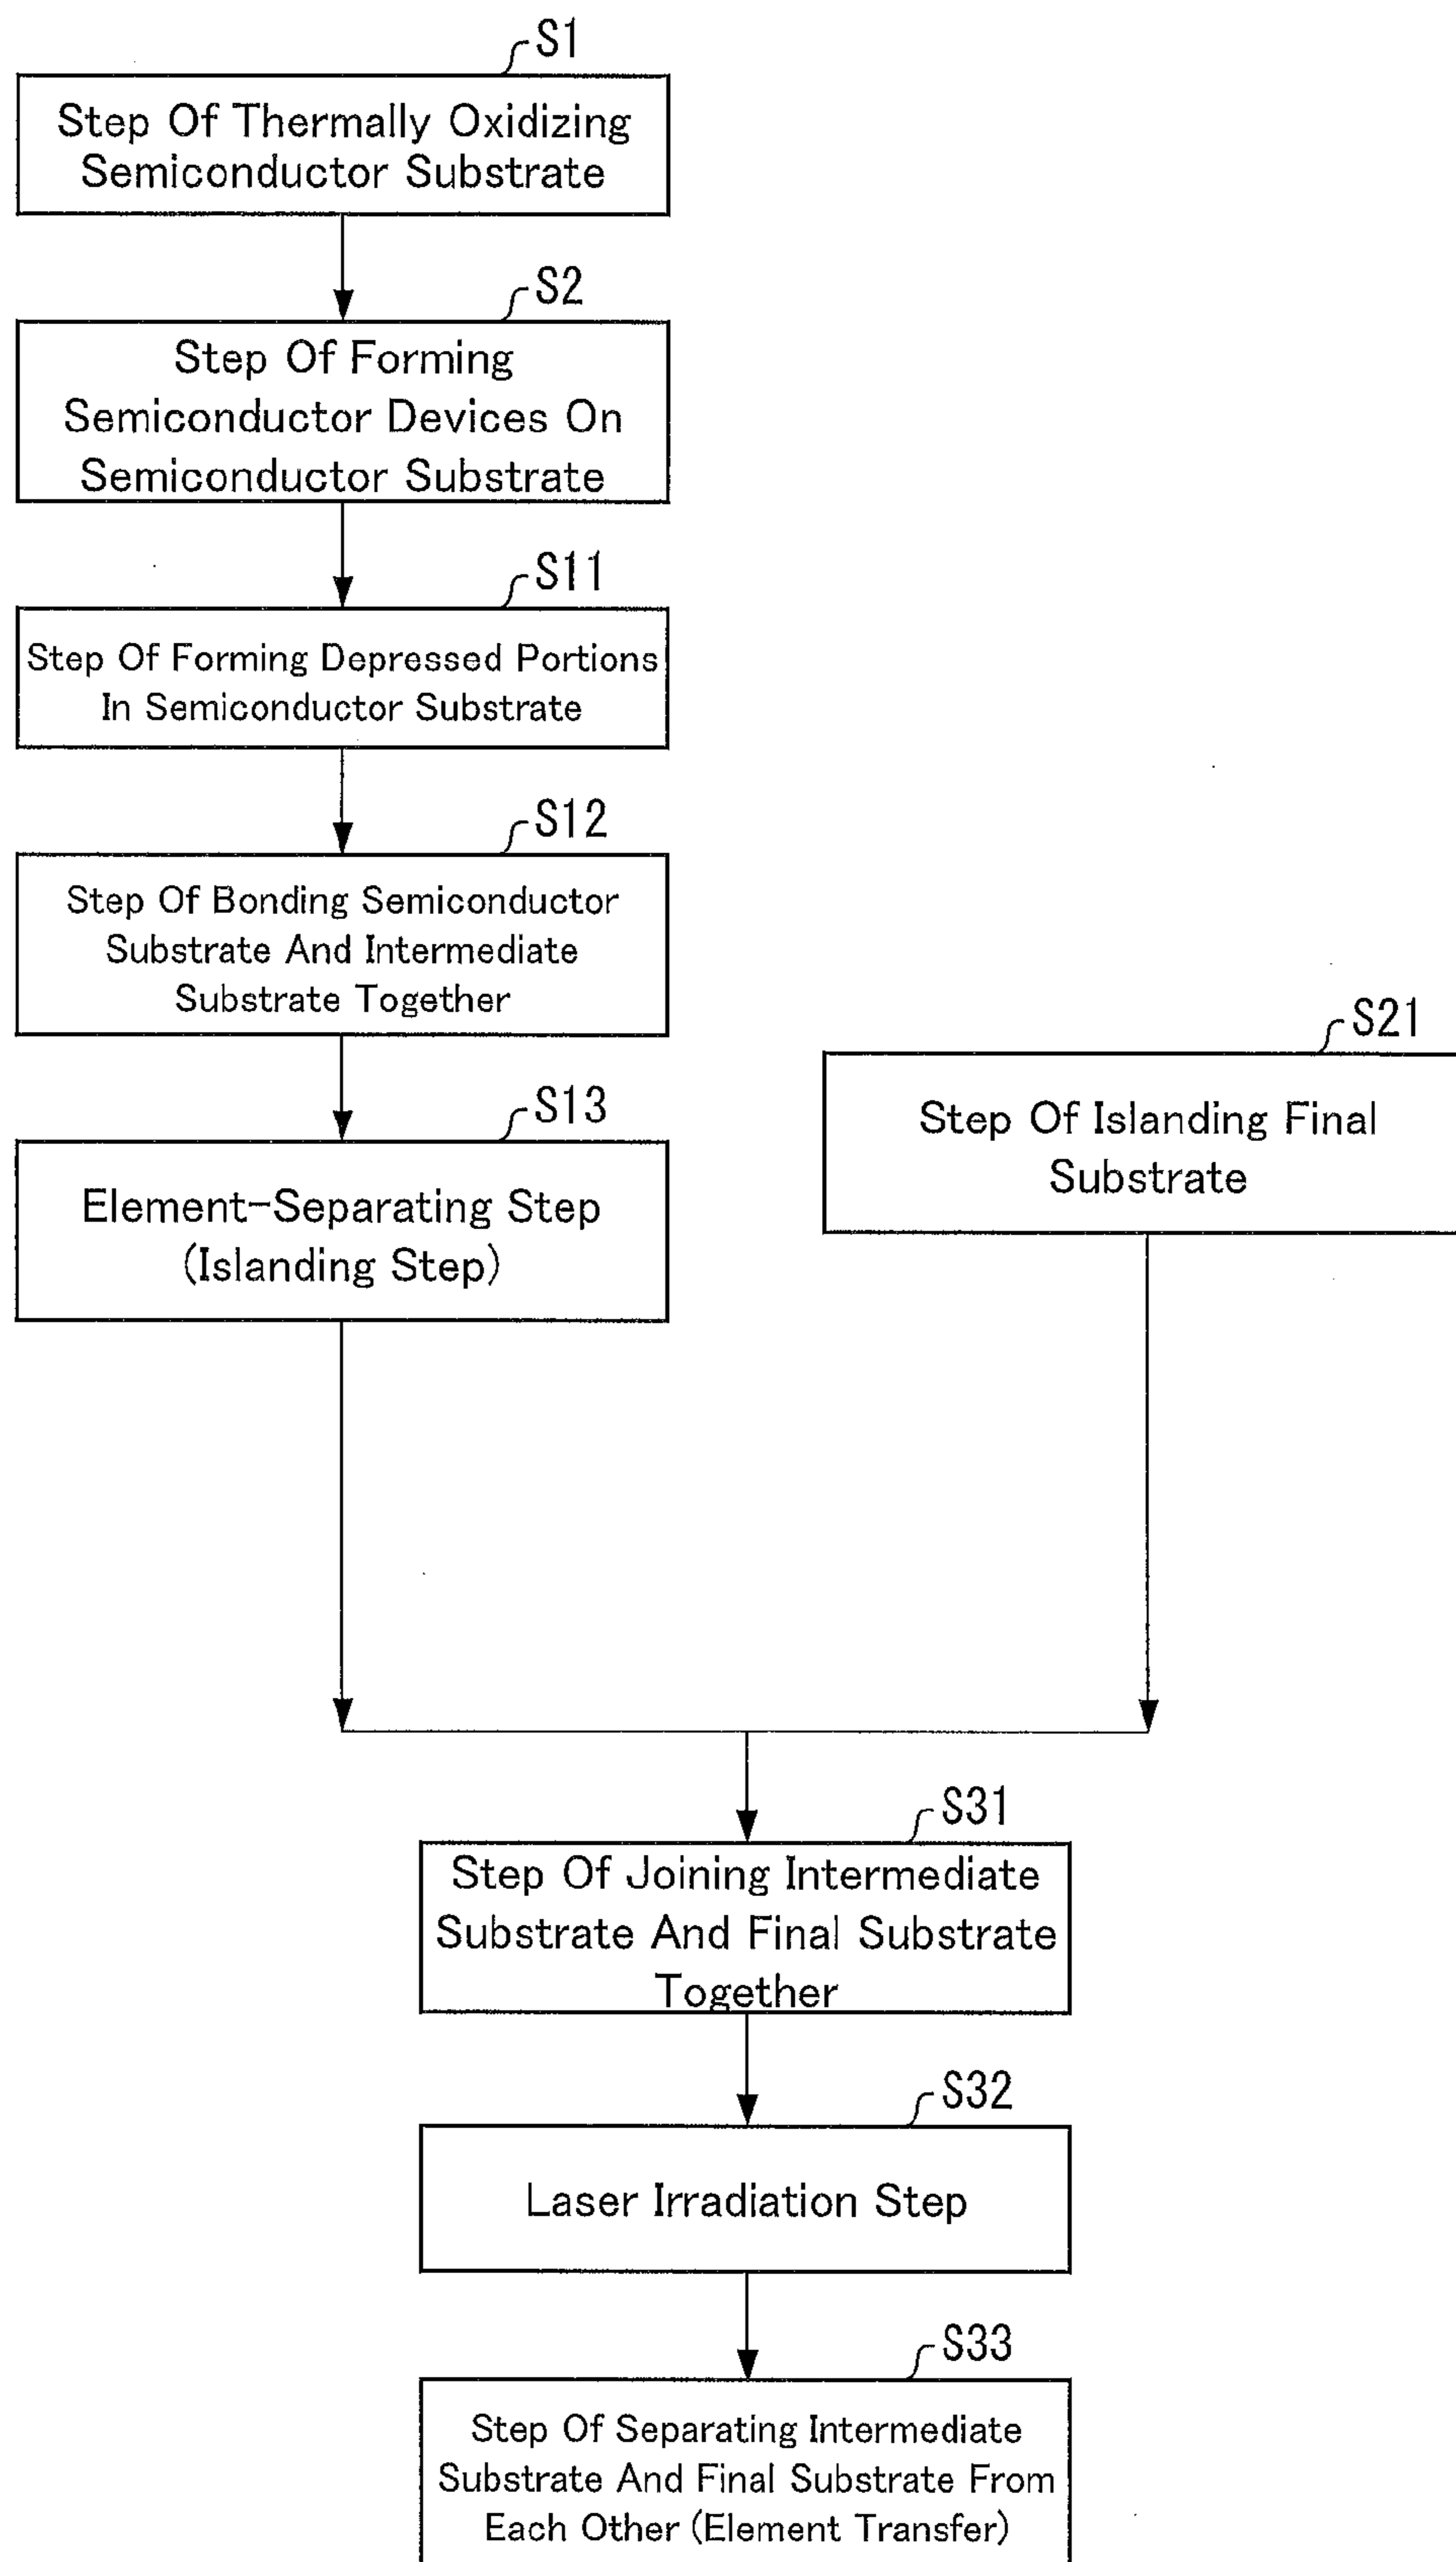 S1
Step Of Thermally Oxidizing
Semiconductor Substrate
S2
Step Of Forming
Semiconductor Devices On
Semiconductor Substrate
S11
Step Of Forming Depressed Portions
In Semiconductor Substrate
S12
Step Of Bonding Semiconductor
Substrate And Intermediate
Substrate Together
S13
Element-Separating Step
(Islanding Step)
S21
Step Of Islanding Final
Substrate
S31
Step Of Joining Intermediate
Substrate And Final Substrate
Together
S32
Laser Irradiation Step
S33
Step Of Separating Intermediate
Substrate And Final Substrate From
Each Other (Element Transfer)